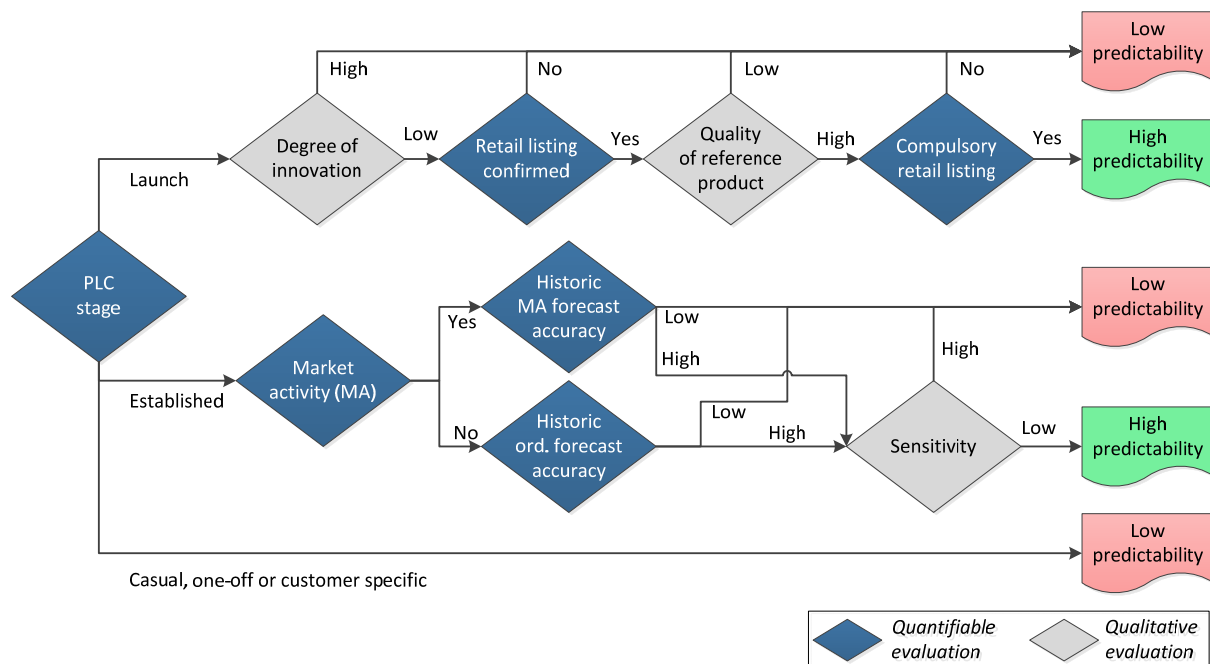 Low
predictability
High
No
Low
No
Degree of
innovation
Low
Retail listing
confirmed
Yes
Quality
of reference
product
High
Compulsory
retail listing
Yes
High
predictability
Launch
PLC
stage
Established
Market
activity (MA)
Yes
No
Historic
MA forecast
accuracy
Low
High
Historic
ord. forecast
accuracy
Low
High
Sensitivity
High
Low
Low
predictability
High
predictability
Casual, one-off or customer specific
Low
predictability
Quantifiable
evaluation
Qualitative
evaluation